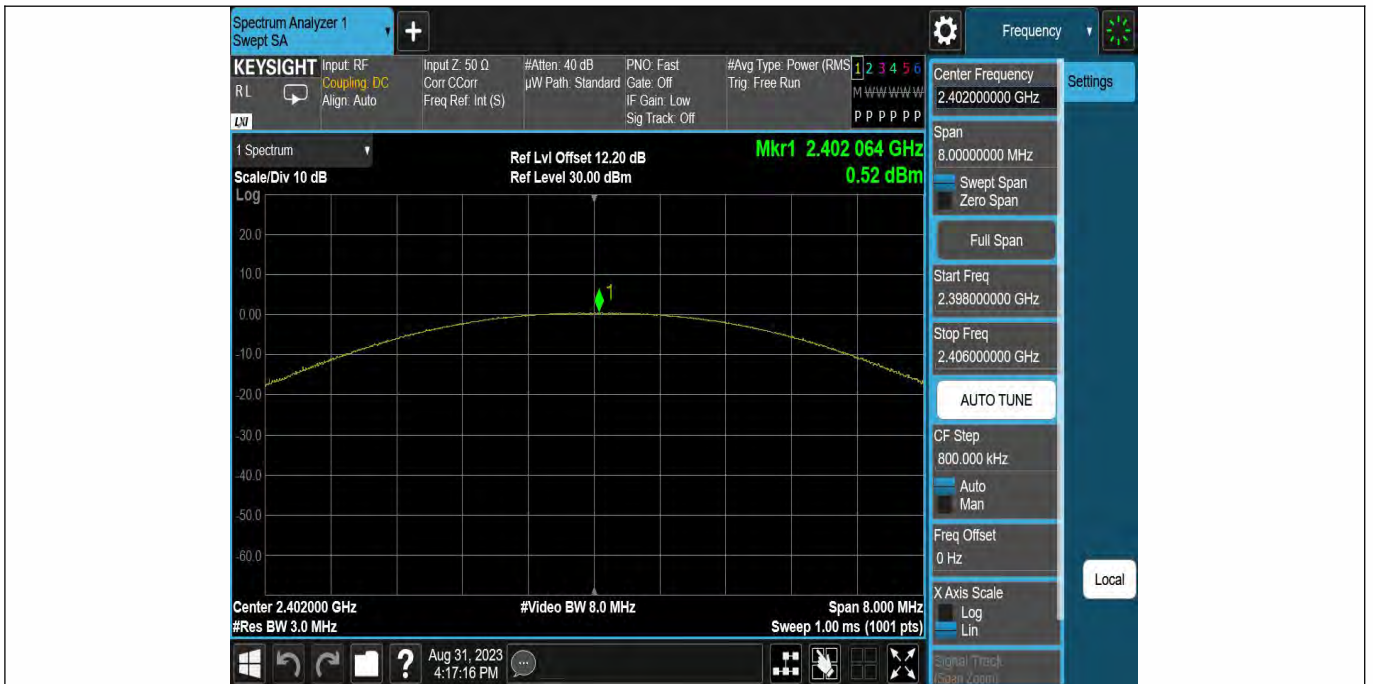 Spectrum Analyzer 1
Swept SA
+
Frequency
KEYSIGHT
RL
LXI
Input: RF
Coupling: DC
Align: Auto
Input Z: 50 Ω
Corr CCorr
Freq Ref: Int (S)
#Atten: 40 dB
µW Path: Standard
PNO: Fast
Gate: Off
IF Gain: Low
Sig Track: Off
#Avg Type: Power (RMS
Trig: Free Run
1 2 3 4 5 6
M W W W W W
P P P P P P
1 Spectrum
Scale/Div 10 dB
Ref Lvl Offset 12.20 dB
Ref Level 30.00 dBm
Mkr1 2.402 064 GHz
0.52 dBm
Log
20.0
10.0
0.00
-10.0
-20.0
-30.0
-40.0
-50.0
-60.0
1
Center 2.402000 GHz
#Res BW 3.0 MHz
#Video BW 8.0 MHz
Span 8.000 MHz
Sweep 1.00 ms (1001 pts)
Center Frequency
2.402000000 GHz
Span
8.00000000 MHz
Swept Span
Zero Span
Full Span
Start Freq
2.398000000 GHz
Stop Freq
2.406000000 GHz
AUTO TUNE
CF Step
800.000 kHz
Auto
Man
Freq Offset
0 Hz
X Axis Scale
Log
Lin
Signal Track
(Span Zoom)
Settings
Local
?
Aug 31, 2023
4:17:16 PM